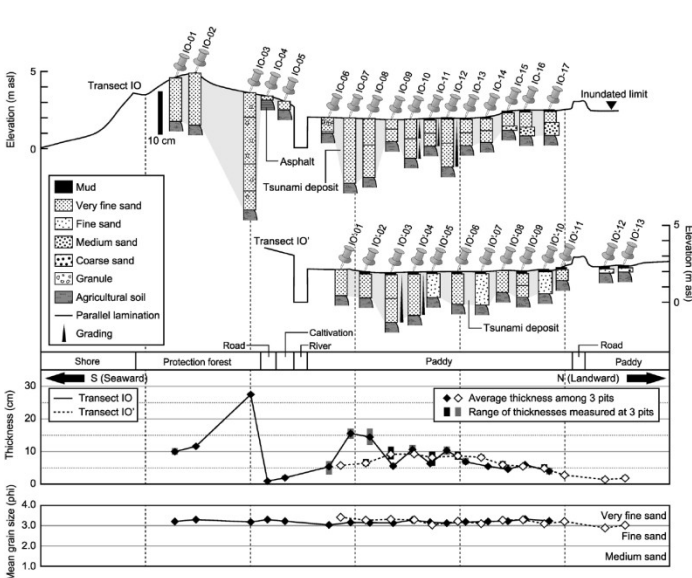 IO-01 IO-02 IO-03 IO-04 IO-05 IO-06 IO-07 IO-08 IO-09 IO-10 IO-11 IO-12 IO-13 IO-14 IO-15 IO-16 IO-17
Elevation (m asl)
5
0
Transect IO
10 cm
Asphalt
Tsunami deposit
Inundated limit
Mud
Very fine sand
Fine sand
Medium sand
Coarse sand
Granule
Agricultural soil
Parallel lamination
Grading
Transect IO'
IO'-01 IO'-02 IO'-03 IO'-04 IO'-05 IO'-06 IO'-07 IO'-08 IO'-09 IO'-10 IO'-11 IO'-12 IO'-13
Elevation (m asl)
5
0
Tsunami deposit
Cultivation
Road
River
Road
Shore
Protection forest
Paddy
Paddy
S (Seaward)
N (Landward)
Thickness (cm)
30
20
10
0
Transect IO
Transect IO'
Average thickness among 3 pits
Range of thicknesses measured at 3 pits
Mean grain size (phi)
4.0
3.0
2.0
1.0
Very fine sand
Fine sand
Medium sand